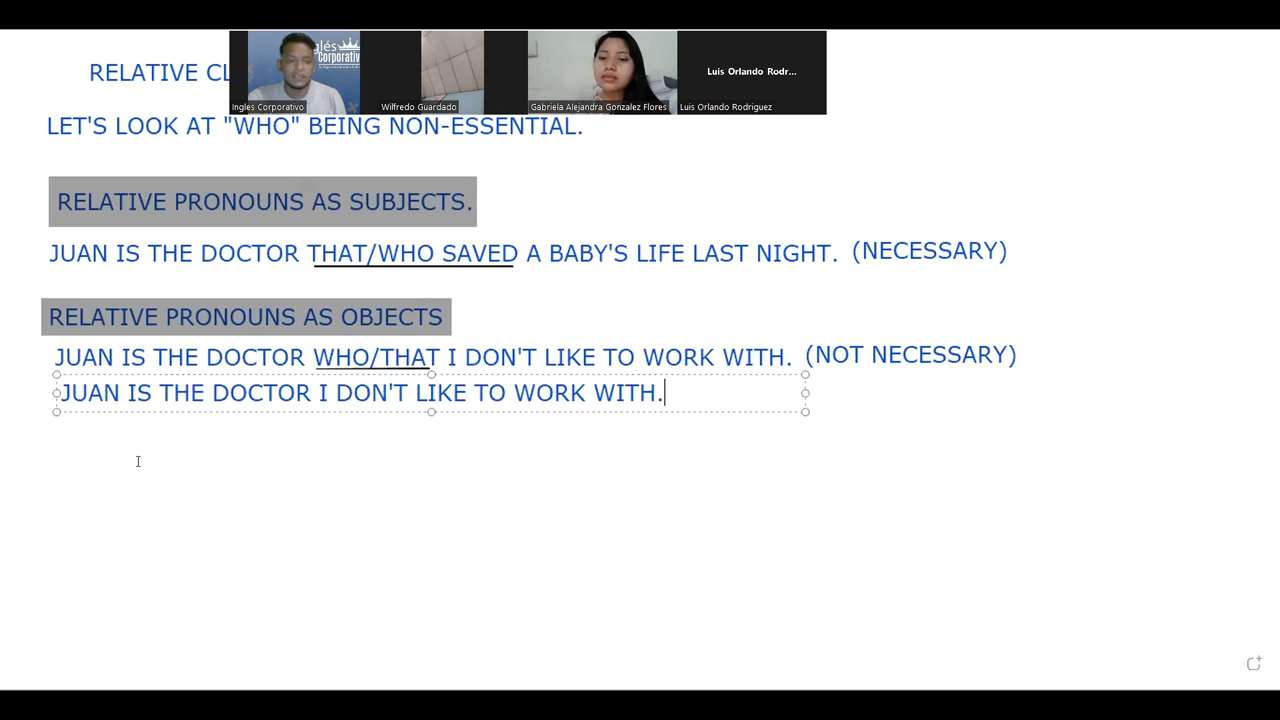 RELATIVE CL
nglés
Corporativ
Ingles Corporativo
Wilfredo Guardado
Gabriela Alejandra Gonzalez Flores
Luis Orlando Rodr...
Luis Orlando Rodriguez
LET'S LOOK AT "WHO" BEING NON-ESSENTIAL.
RELATIVE PRONOUNS AS SUBJECTS.
JUAN IS THE DOCTOR THAT/WHO SAVED A BABY'S LIFE LAST NIGHT. (NECESSARY)
RELATIVE PRONOUNS AS OBJECTS
JUAN IS THE DOCTOR WHO/THAT I DON'T LIKE TO WORK WITH. (NOT NECESSARY)
JUAN IS THE DOCTOR I DON'T LIKE TO WORK WITH.